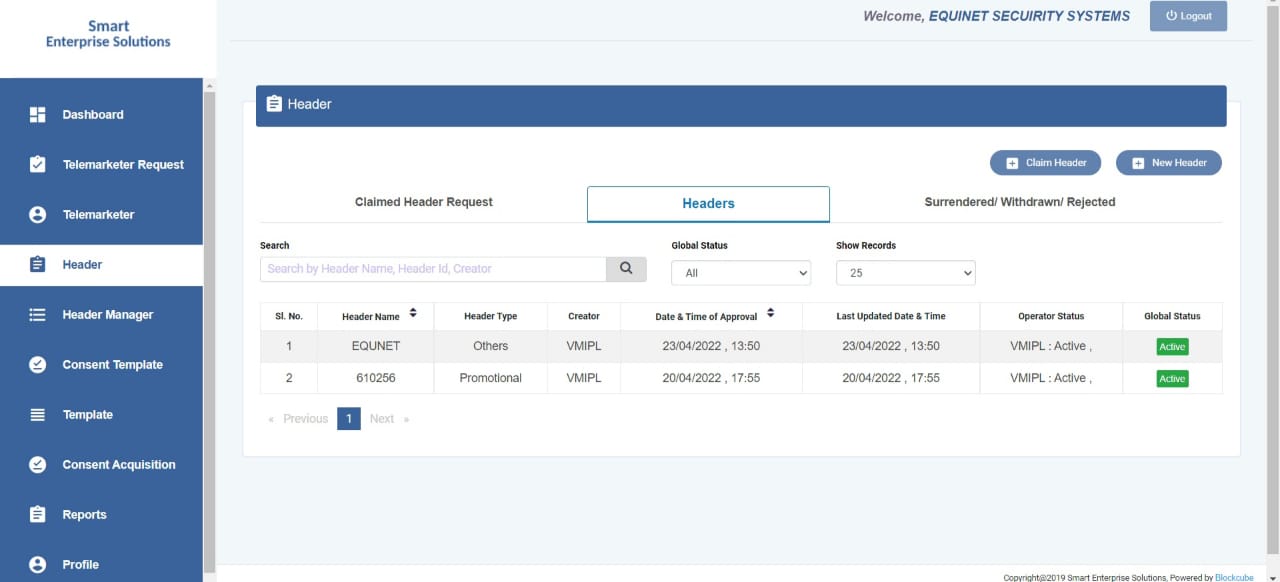 Smart
Enterprise Solutions
Welcome, EQUINET SECUIRITY SYSTEMS
Logout
Dashboard
Telemarketer Request
Telemarketer
Header
Header Manager
Consent Template
Template
Consent Acquisition
Reports
Profile
Header
Claim Header New Header
Claimed Header Request Headers Surrendered/ Withdrawn/ Rejected
Search Global Status Show Records
Search by Header Name, Header Id, Creator All 25
Sl. No. Header Name Header Type Creator Date & Time of Approval Last Updated Date & Time Operator Status Global Status
1 EQUNET Others VMIPL 23/04/2022 , 13:50 23/04/2022 , 13:50 VMIPL : Active , Active
2 610256 Promotional VMIPL 20/04/2022 , 17:55 20/04/2022 , 17:55 VMIPL : Active , Active
« Previous 1 Next »
Copyright@2019 Smart Enterprise Solutions, Powered by Blockcube